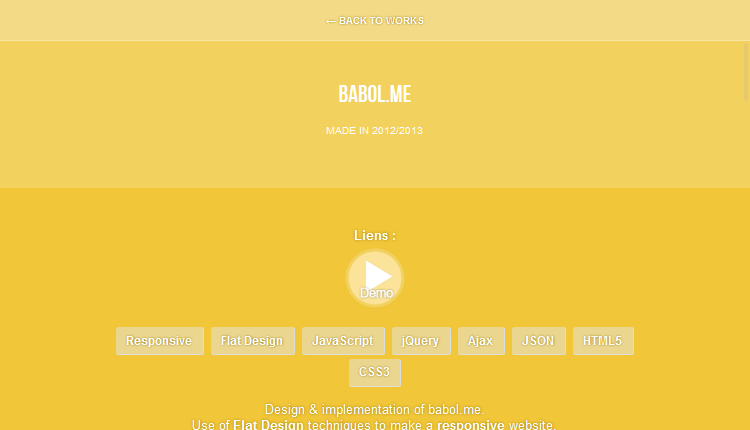 ← BACK TO WORKS
BABOL.ME
MADE IN 2012/2013
Liens :
Demo
Responsive Flat Design JavaScript jQuery Ajax JSON HTML5
CSS3
Design & implementation of babol.me.
Use of Flat Design techniques to make a responsive website.